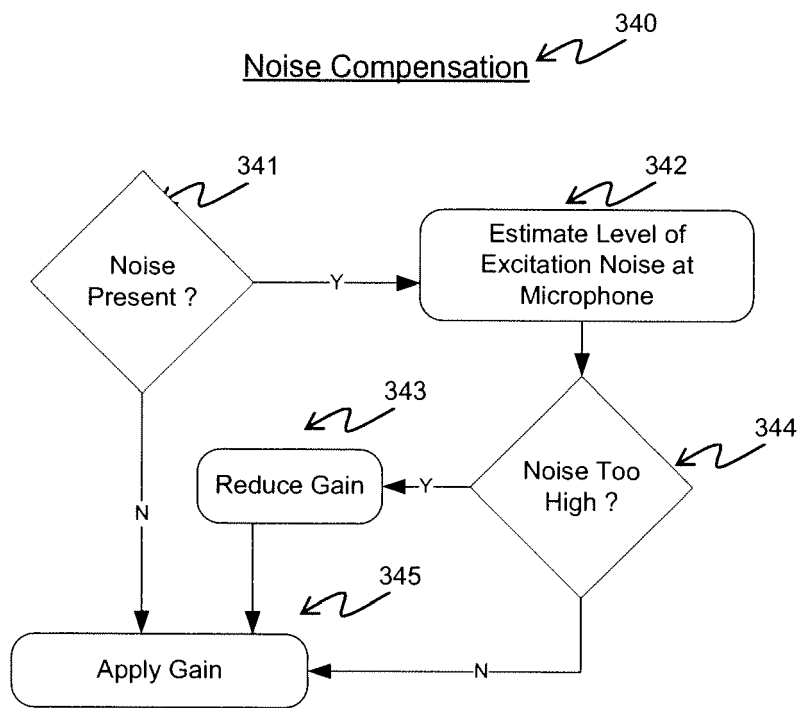 340
Noise Compensation
341
342
Noise
Present ?
Y
Estimate Level of
Excitation Noise at
Microphone
343
344
Reduce Gain
Y
Noise Too
High ?
N
345
Apply Gain
N